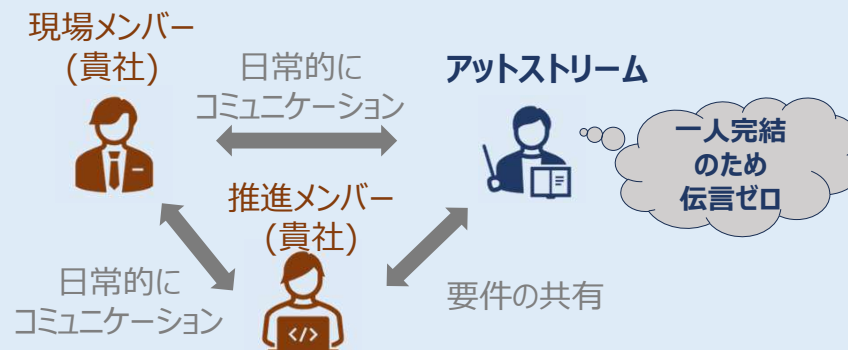 現場メンバー
(貴社)
日常的に
コミュニケーション
アットストリーム
一人完結
のため
伝言ゼロ
推進メンバー
(貴社)
日常的に
コミュニケーション
要件の共有
</>